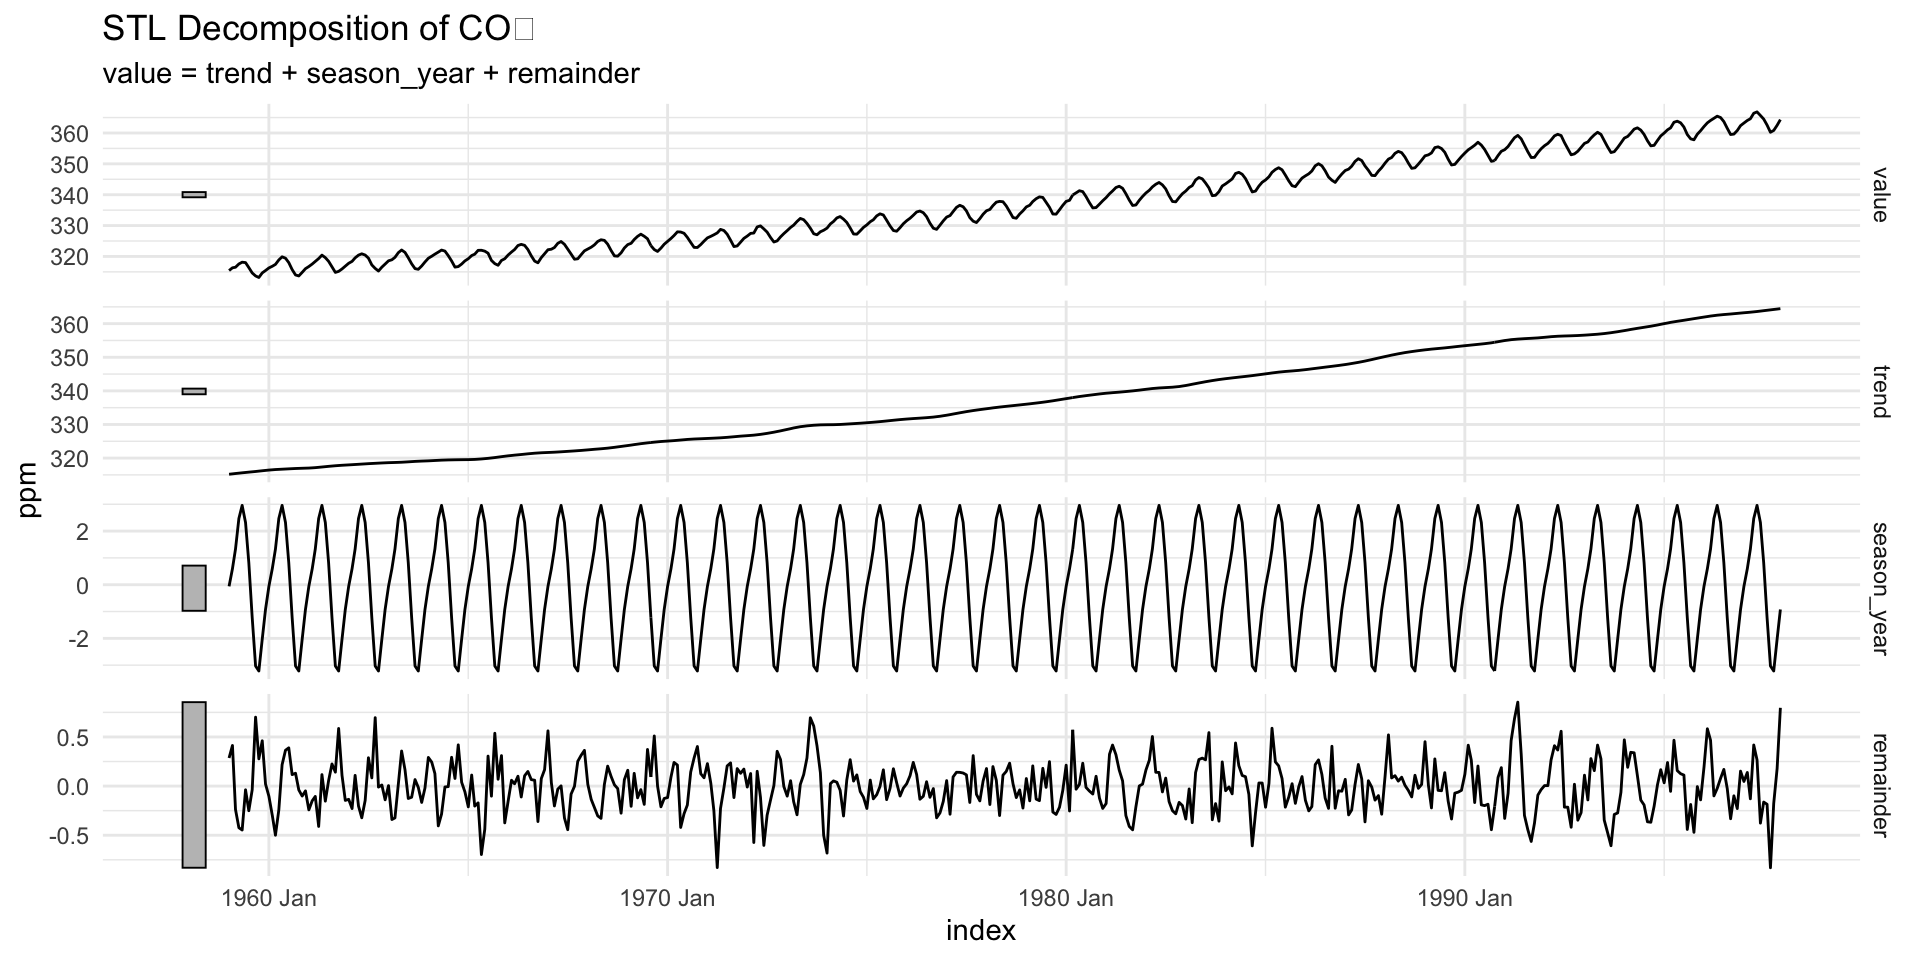 STL Decomposition of CO□
value = trend + season_year + remainder
ppm
360
350
340
330
320
value
360
350
340
330
320
trend
2
0
-2
season_year
0.5
0.0
-0.5
remainder
1960 Jan
1970 Jan
1980 Jan
1990 Jan
index